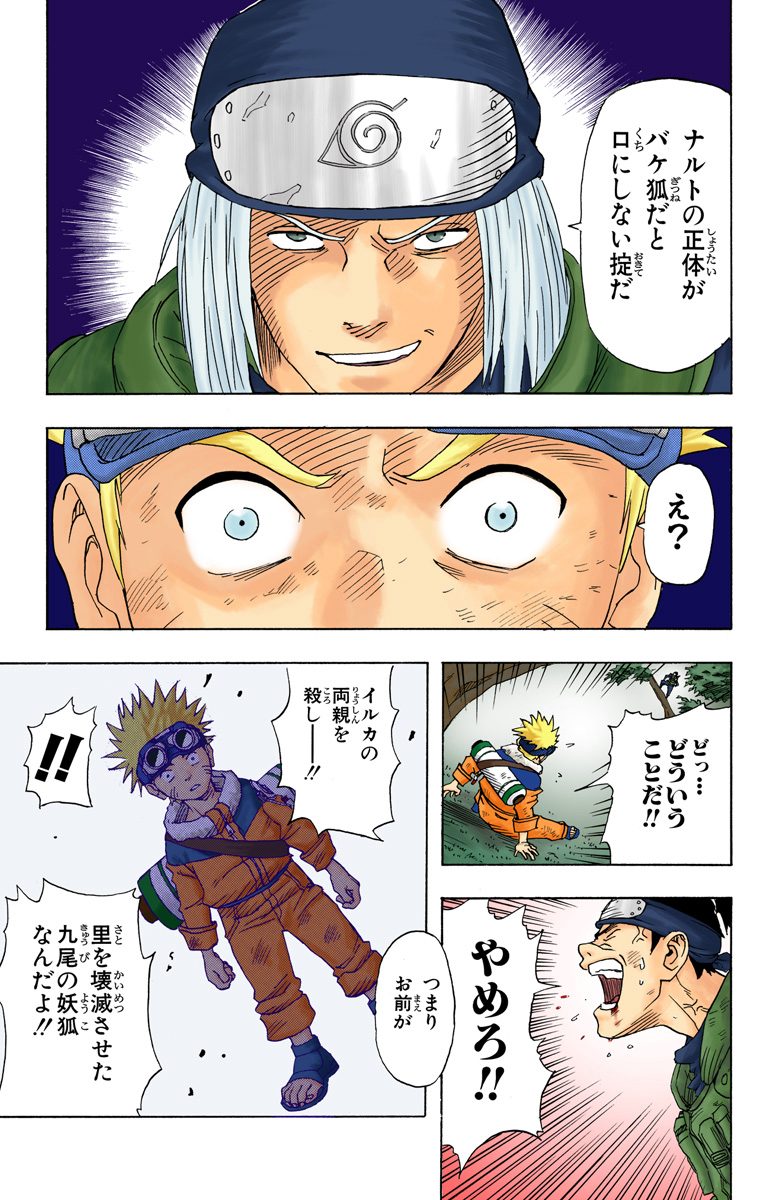 ナルトの正体が
バケ狐だと
口にしない掟だ
え?
どっ…
どういう
ことだ!!
やめろ!!
つまり
お前が
イルカの
両親を
殺し——!!
!!
里を壊滅させた
九尾の妖狐
なんだよ!!